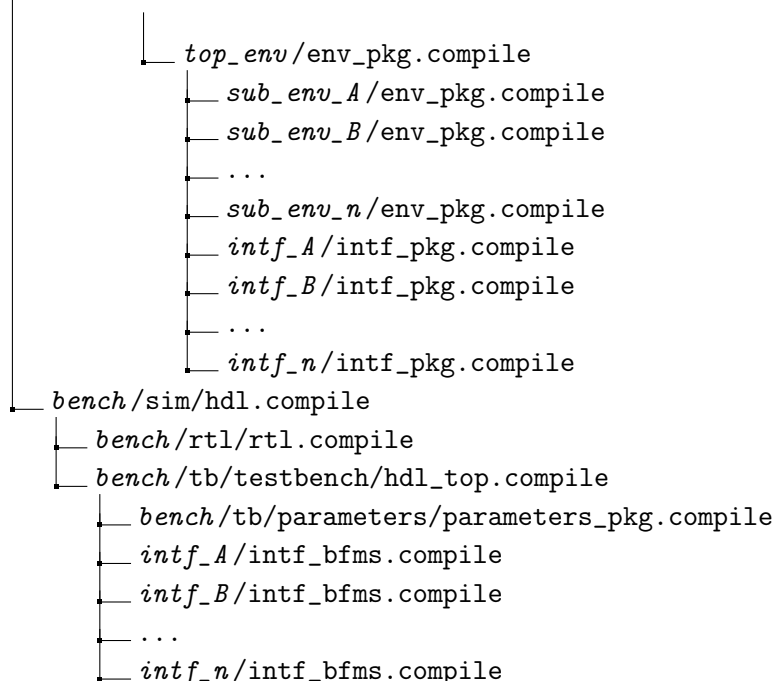 top_env/env_pkg.compile
sub_env_A/env_pkg.compile
sub_env_B/env_pkg.compile
...
sub_env_n/env_pkg.compile
intf_A/intf_pkg.compile
intf_B/intf_pkg.compile
...
intf_n/intf_pkg.compile
bench/sim/hdl.compile
bench/rtl/rtl.compile
bench/tb/testbench/hdl_top.compile
bench/tb/parameters/parameters_pkg.compile
intf_A/intf_bfms.compile
intf_B/intf_bfms.compile
...
intf_n/intf_bfms.compile